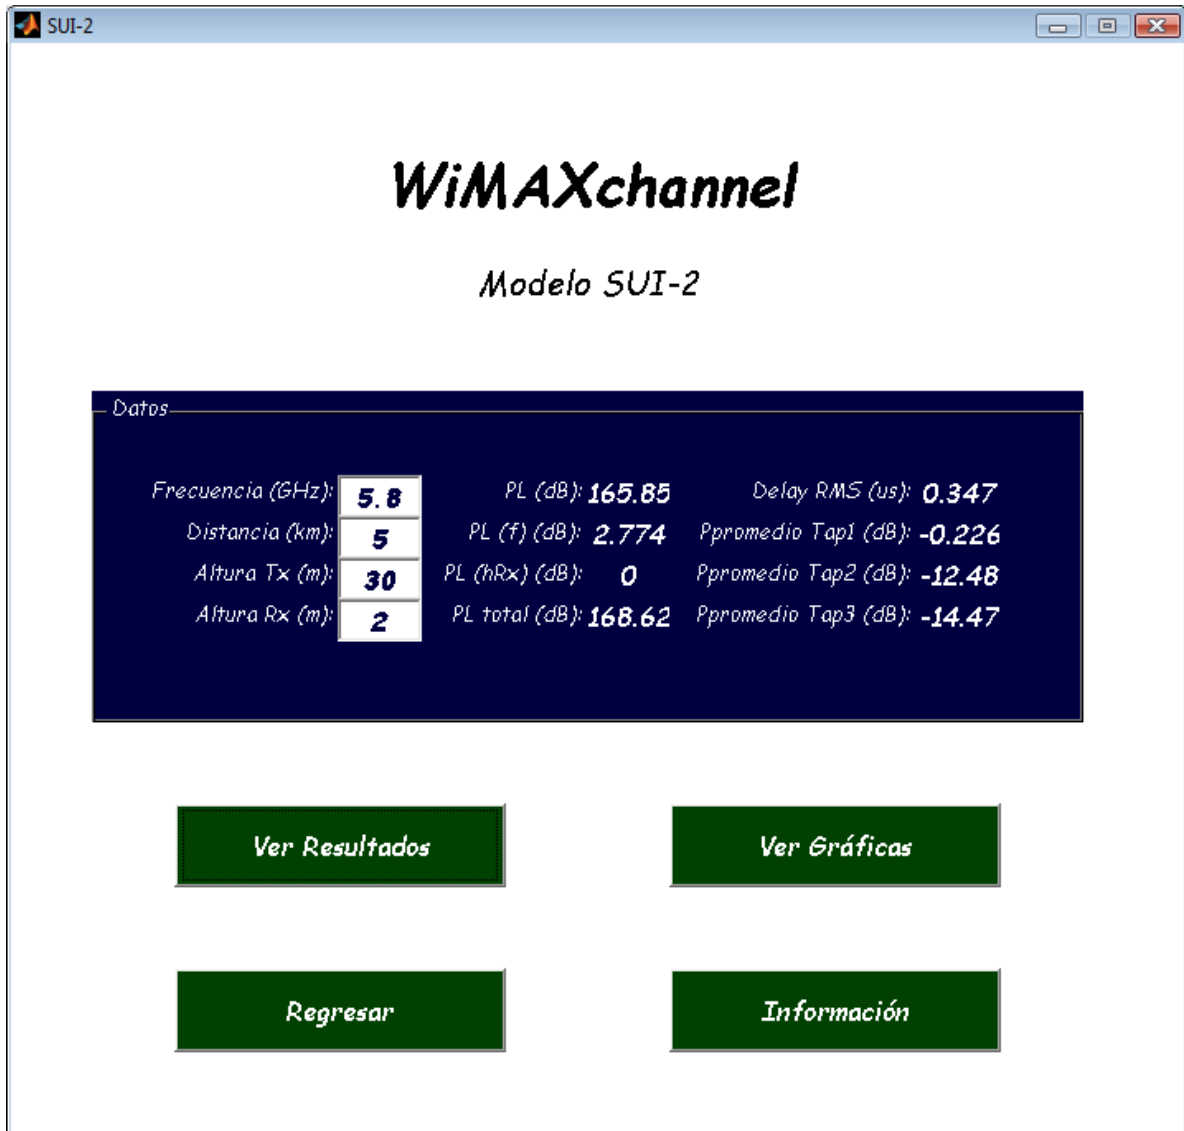 SUI-2
WiMAXchannel
Modelo SUI-2
Datos
Frecuencia (GHz): 5.8 PL (dB): 165.85 Delay RMS (us): 0.347
Distancia (km): 5 PL (f) (dB): 2.774 Ppromedio Tap1 (dB): -0.226
Altura Tx (m): 30 PL (hRx) (dB): 0 Ppromedio Tap2 (dB): -12.48
Altura Rx (m): 2 PL total (dB): 168.62 Ppromedio Tap3 (dB): -14.47
Ver Resultados Ver Gráficas
Regresar Información